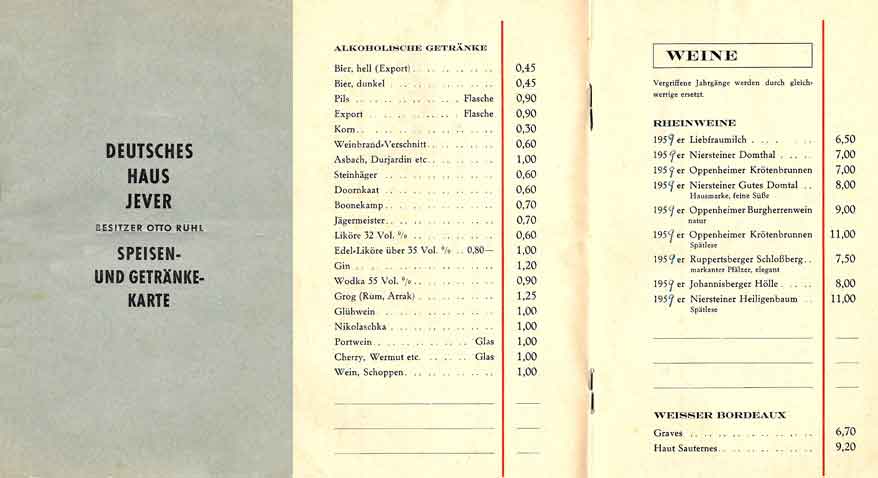 DEUTSCHES
HAUS
JEVER
BESITZER OTTO RUHL
SPEISEN-
UND GETRÄNKE-
KARTE
ALKOHOLISCHE GETRÄNKE
Bier, hell (Export) . . . . . . . . 0,45
Bier, dunkel . . . . . . . . . . 0,45
Pils . . . . . . . . . . Flasche 0,90
Export . . . . . . . . . Flasche 0,90
Korn . . . . . . . . . . . . 0,30
Weinbrand-Verschnitt . . . . . . . 0,60
Asbach, Durjardin etc. . . . . . . . 1,00
Steinhäger . . . . . . . . . . 0,60
Doornkaat . . . . . . . . . . 0,60
Boonekamp . . . . . . . . . . 0,70
Jägermeister . . . . . . . . . . 0,70
Liköre 32 Vol. % . . . . . . . . 0,60
Edel-Liköre über 35 Vol. % . . 0,80— 1,00
Gin . . . . . . . . . . . . 1,20
Wodka 55 Vol. % . . . . . . . . 0,90
Grog (Rum, Arrak) . . . . . . . . 1,25
Glühwein . . . . . . . . . . 1,00
Nikolaschka . . . . . . . . . . 1,00
Portwein . . . . . . . . . Glas 1,00
Cherry, Wermut etc. . . . . . Glas 1,00
Wein, Schoppen . . . . . . . . . 1,00
WEINE
Vergriffene Jahrgänge werden durch gleich-
wertige ersetzt.
RHEINWEINE
1959er Liebfraumilch . . . . . . 6,50
1959er Niersteiner Domthal . . . . . 7,00
1959er Oppenheimer Krötenbrunnen 7,00
1959er Niersteiner Gutes Domtal . . 8,00
Hausmarke, feine Süße
1959er Oppenheimer Burgherrenwein 9,00
natur
1959er Oppenheimer Krötenbrunnen 11,00
Spätlese
1959er Ruppertsberger Schloßberg . . 7,50
markanter Pfälzer, elegant
1959er Johannisberger Hölle . . . . . 8,00
1959er Niersteiner Heiligenbaum . . 11,00
Spätlese
WEISSER BORDEAUX
Graves . . . . . . . . . . . . 6,70
Haut Sauternes . . . . . . . . . . 9,20